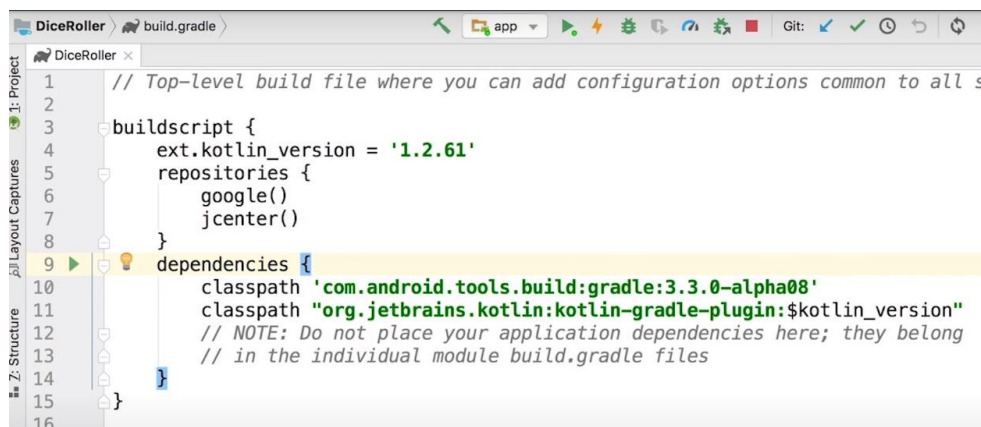 DiceRoller build.gradle app Git:
DiceRoller
1: Project
Layout Captures
Z: Structure
1 // Top-level build file where you can add configuration options common to all s
2
3 buildscript {
4 ext.kotlin_version = '1.2.61'
5 repositories {
6 google()
7 jcenter()
8 }
9 dependencies {
10 classpath 'com.android.tools.build:gradle:3.3.0-alpha08'
11 classpath "org.jetbrains.kotlin:kotlin-gradle-plugin:$kotlin_version"
12 // NOTE: Do not place your application dependencies here; they belong
13 // in the individual module build.gradle files
14 }
15 }
16